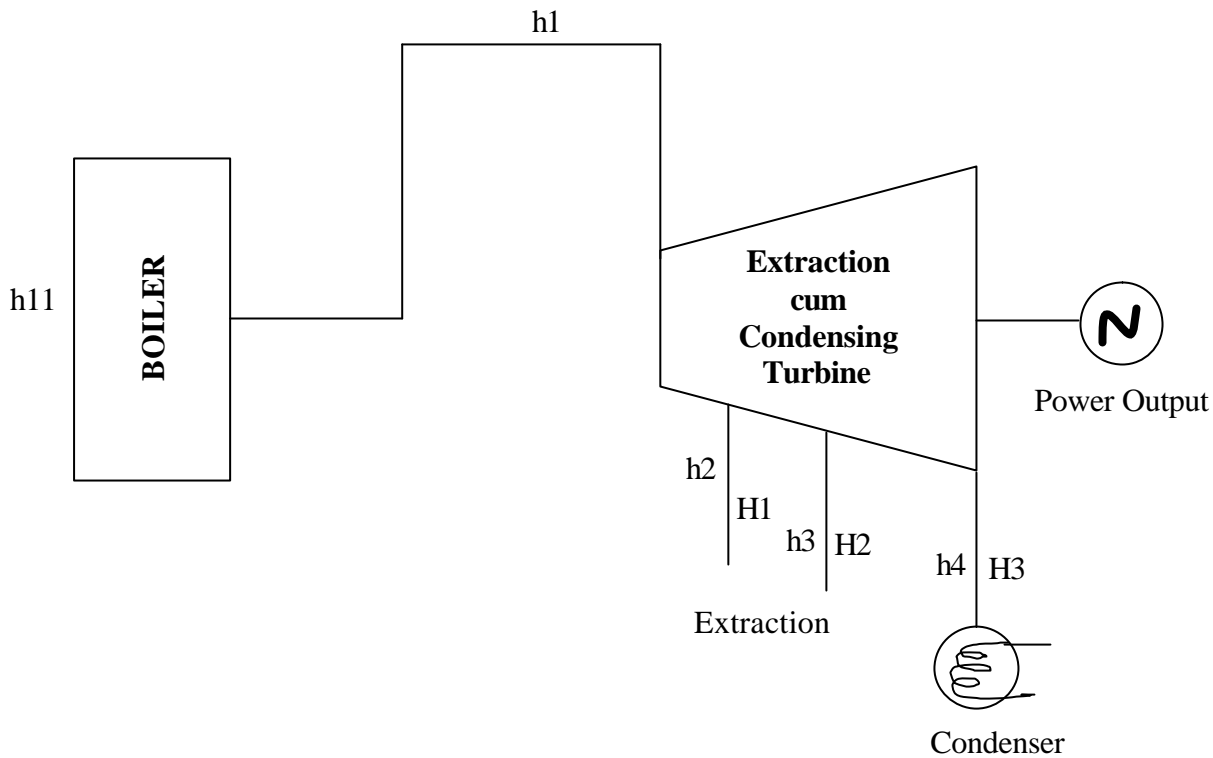 h1
h11
BOILER
Extraction
cum
Condensing
Turbine
Power Output
h2
H1
h3
H2
h4
H3
Extraction
Condenser